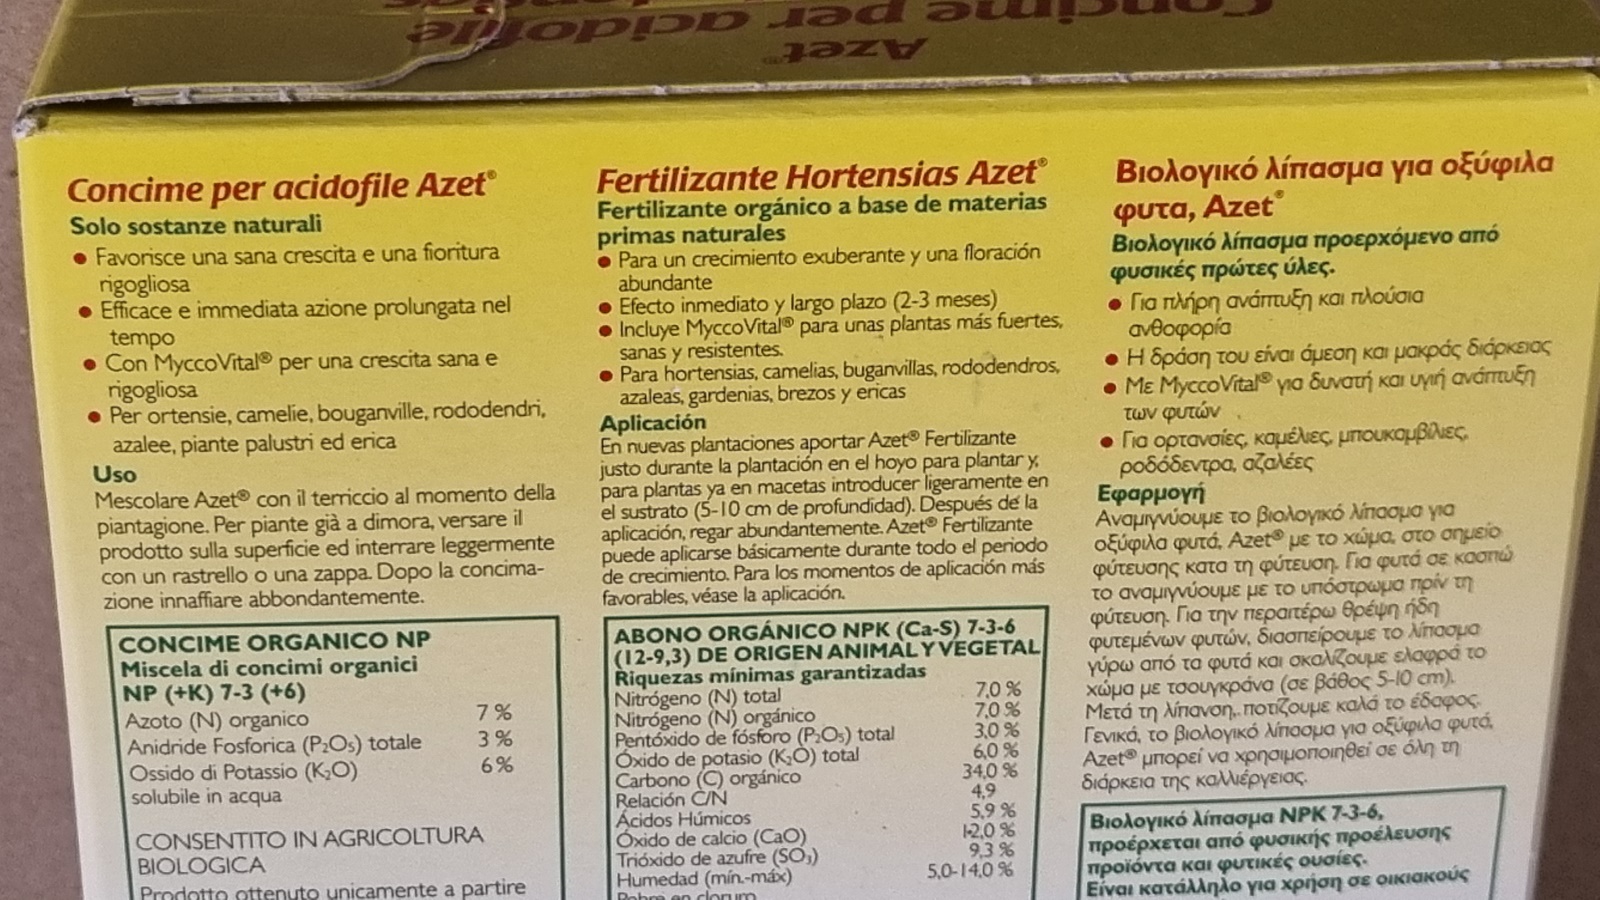 Concime per acidofile
Azet®
Concime per acidofile Azet®
Solo sostanze naturali
• Favorisce una sana crescita e una fioritura
rigogliosa
• Efficace e immediata azione prolungata nel
tempo
• Con MyccoVital® per una crescita sana e
rigogliosa
• Per ortensie, camelie, bouganville, rododendri,
azalee, piante palustri ed erica
Uso
Mescolare Azet® con il terriccio al momento della
piantagione. Per piante già a dimora, versare il
prodotto sulla superficie ed interrare leggermente
con un rastrello o una zappa. Dopo la concima-
zione innaffiare abbondantemente.
CONCIME ORGANICO NP
Miscela di concimi organici
NP (+K) 7-3 (+6)
Azoto (N) organico 7 %
Anidride Fosforica (P₂O₅) totale 3 %
Ossido di Potassio (K₂O) 6 %
solubile in acqua
CONSENTITO IN AGRICOLTURA
BIOLOGICA
Prodotto ottenuto unicamente a partire
Fertilizante Hortensias Azet®
Fertilizante orgánico a base de materias
primas naturales
• Para un crecimiento exuberante y una floración
abundante
• Efecto inmediato y largo plazo (2-3 meses)
• Incluye MyccoVital® para unas plantas más fuertes,
sanas y resistentes.
• Para hortensias, camelias, buganvillas, rododendros,
azaleas, gardenias, brezos y ericas
Aplicación
En nuevas plantaciones aportar Azet® Fertilizante
justo durante la plantación en el hoyo para plantar y,
para plantas ya en macetas introducir ligeramente en
el sustrato (5-10 cm de profundidad). Después de la
aplicación, regar abundantemente. Azet® Fertilizante
puede aplicarse básicamente durante todo el periodo
de crecimiento. Para los momentos de aplicación más
favorables, véase la aplicación.
ABONO ORGÁNICO NPK (Ca-S) 7-3-6
(12-9,3) DE ORIGEN ANIMAL Y VEGETAL
Riquezas mínimas garantizadas
Nitrógeno (N) total 7,0 %
Nitrógeno (N) orgánico 7,0 %
Pentóxido de fósforo (P₂O₅) total 3,0 %
Óxido de potasio (K₂O) total 6,0 %
Carbono (C) orgánico 34,0 %
Relación C/N 4,9
Ácidos Húmicos 5,9 %
Óxido de calcio (CaO) 12,0 %
Trióxido de azufre (SO₃) 9,3 %
Humedad (mín.-máx) 5,0-14,0 %
Pobre en clorum
Βιολογικό λίπασμα για οξύφιλα
φυτα, Azet®
Βιολογικό λίπασμα προερχόμενο από
φυσικές πρώτες ύλες.
• Για πλήρη ανάπτυξη και πλούσια
ανθοφορία
• Η δράση του είναι άμεση και μακράς διάρκειας
• Με MyccoVital® για δυνατή και υγιή ανάπτυξη
των φυτών
• Για ορτανσίες, καμέλιες, μπουκαμβίλιες,
ροδόδεντρα, αζαλέες
Εφαρμογή
Αναμιγνύουμε το βιολογικό λίπασμα για
οξύφιλα φυτά, Azet® με το χώμα, στο σημείο
φύτευσης κατα τη φύτευση. Για φυτά σε κασπώ
το αναμιγνύουμε με το υπόστρωμα πρίν τη
φύτευση. Για την περαιτέρω θρέψη ήδη
φυτεμένων φυτών, διασπείρουμε το λίπασμα
γύρω από τα φυτά και σκαλίζουμε ελαφρά το
χώμα με τσουγκράνα (σε βάθος 5-10 cm).
Μετά τη λίπανση, ποτίζουμε καλά το έδαφος.
Γενικά, το βιολογικό λίπασμα για οξύφιλα φυτά,
Azet® μπορεί να χρησιμοποιηθεί σε όλη τη
διάρκεια της καλλιέργειας.
Βιολογικό λίπασμα NPK 7-3-6,
προέρχεται από φυσικής προέλευσης
προϊόντα και φυτικές ουσίες.
Είναι κατάλληλο για χρήση σε οικιακούς